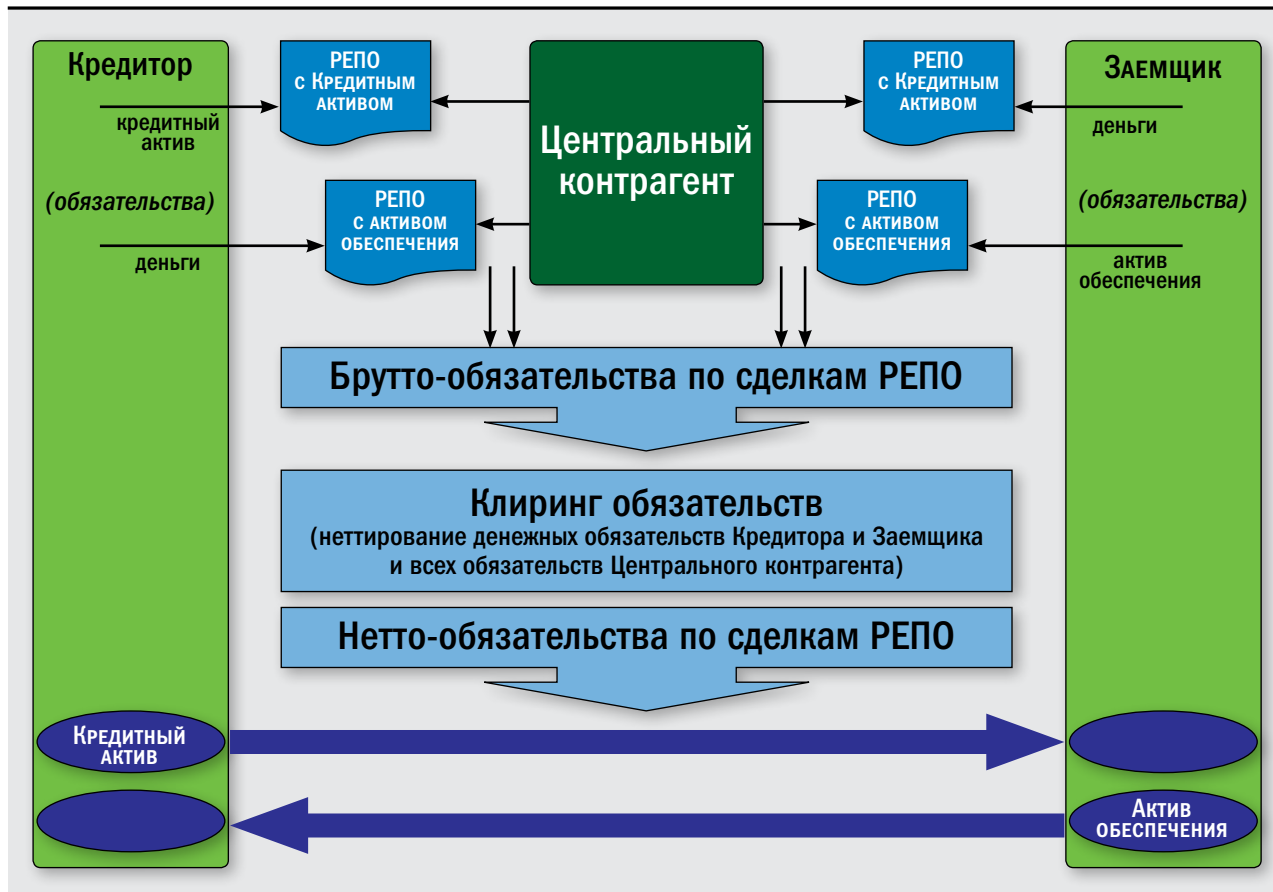 Кредитор
кредитный
актив
(обязательства)
деньги
РЕПО
с Кредитным
активом
РЕПО
с активом
обеспечения
Центральный
контрагент
РЕПО
с Кредитным
активом
РЕПО
с активом
обеспечения
Заемщик
деньги
(обязательства)
актив
обеспечения
Брутто-обязательства по сделкам РЕПО
Клиринг обязательств
(неттирование денежных обязательств Кредитора и Заемщика
и всех обязательств Центрального контрагента)
Нетто-обязательства по сделкам РЕПО
Кредитный
актив
Актив
обеспечения